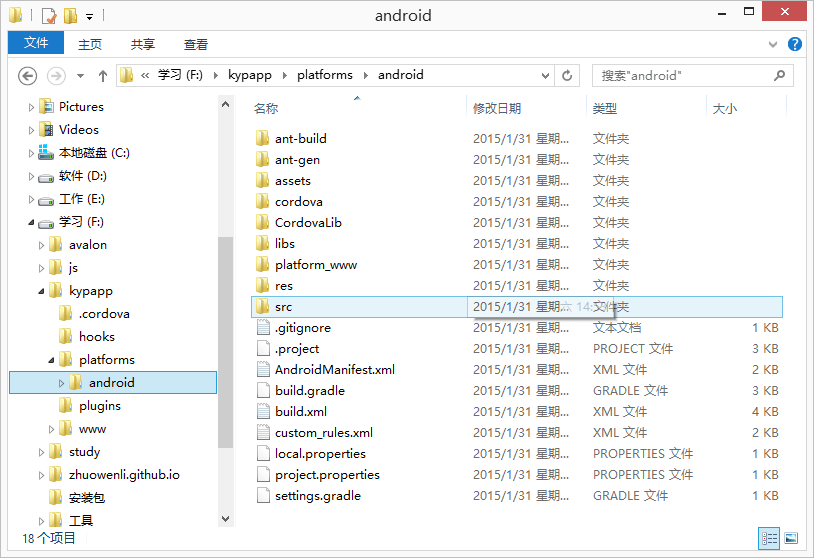 android
文件 主页 共享 查看
« 学习 (F:) kypapp platforms android 搜索"android"
Pictures
Videos
本地磁盘 (C:)
软件 (D:)
工作 (E:)
学习 (F:)
avalon
js
kypapp
.cordova
hooks
platforms
android
plugins
www
study
zhuowenli.github.io
安装包
工具
名称 修改日期 类型 大小
ant-build 2015/1/31 星期... 文件夹
ant-gen 2015/1/31 星期... 文件夹
assets 2015/1/31 星期... 文件夹
cordova 2015/1/31 星期... 文件夹
CordovaLib 2015/1/31 星期... 文件夹
libs 2015/1/31 星期... 文件夹
platform_www 2015/1/31 星期... 文件夹
res 2015/1/31 星期... 文件夹
src 2015/1/31 星期... 文件夹
.gitignore 2015/1/31 星期... 文本文档 1 KB
.project 2015/1/31 星期... PROJECT 文件 3 KB
AndroidManifest.xml 2015/1/31 星期... XML 文件 2 KB
build.gradle 2015/1/31 星期... GRADLE 文件 3 KB
build.xml 2015/1/31 星期... XML 文件 4 KB
custom_rules.xml 2015/1/31 星期... XML 文件 2 KB
local.properties 2015/1/31 星期... PROPERTIES 文件 1 KB
project.properties 2015/1/31 星期... PROPERTIES 文件 1 KB
settings.gradle 2015/1/31 星期... GRADLE 文件 1 KB
18 个项目